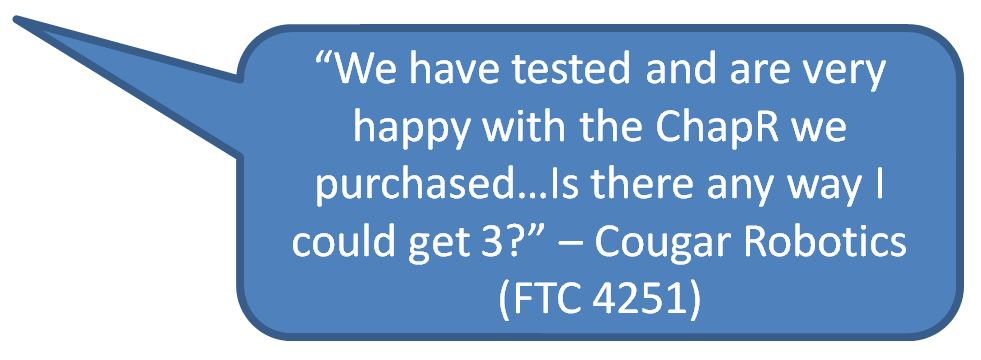 “We have tested and are very
happy with the ChapR we
purchased…Is there any way I
could get 3?” – Cougar Robotics
(FTC 4251)